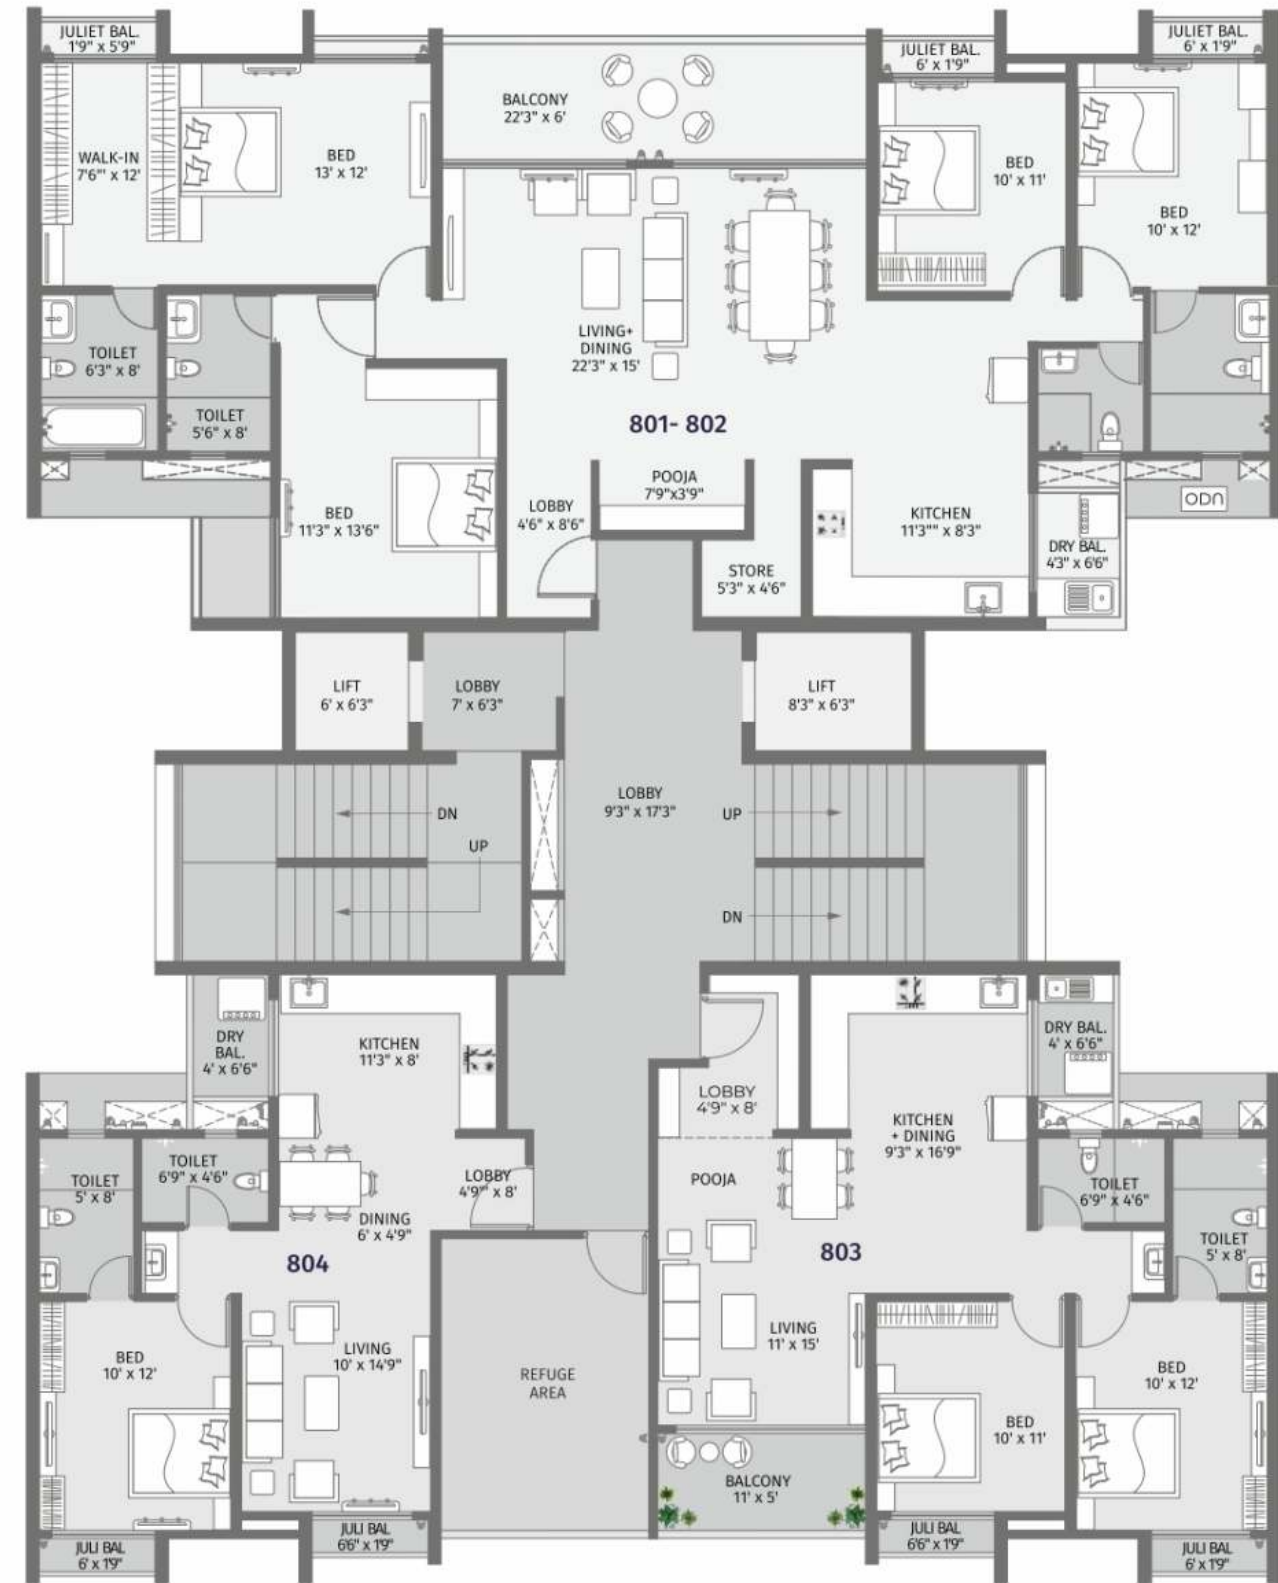 JULIET BAL.
1'9" x 5'9"
JULIET BAL.
6' x 1'9"
JULIET BAL.
6' x 1'9"
BALCONY
22'3" x 6'
WALK-IN
7'6"' x 12'
BED
13' x 12'
BED
10' x 11'
BED
10' x 12'
TOILET
6'3" x 8'
TOILET
5'6" x 8'
LIVING+
DINING
22'3" x 15'
801- 802
POOJA
7'9"x3'9"
BED
11'3" x 13'6"
LOBBY
4'6" x 8'6"
KITCHEN
11'3"" x 8'3"
ODU
DRY BAL.
4'3" x 6'6"
STORE
5'3" x 4'6"
LIFT
6' x 6'3"
LOBBY
7' x 6'3"
LIFT
8'3" x 6'3"
LOBBY
9'3" x 17'3"
DN
UP
UP
DN
DRY
BAL.
4' x 6'6"
KITCHEN
11'3" x 8'
DRY BAL.
4' x 6'6"
LOBBY
4'9" x 8'
KITCHEN
+ DINING
9'3" x 16'9"
TOILET
5' x 8'
TOILET
6'9" x 4'6"
LOBBY
4'9"' x 8'
POOJA
TOILET
6'9" x 4'6"
DINING
6' x 4'9"
TOILET
5' x 8'
804
803
BED
10' x 12'
LIVING
10' x 14'9"
REFUGE
AREA
LIVING
11' x 15'
BED
10' x 11'
BED
10' x 12'
BALCONY
11' x 5'
JULI BAL
6' x 1'9"
JULI BAL
6'6" x 1'9"
JULI BAL
6'6" x 1'9"
JULI BAL
6' x 1'9"